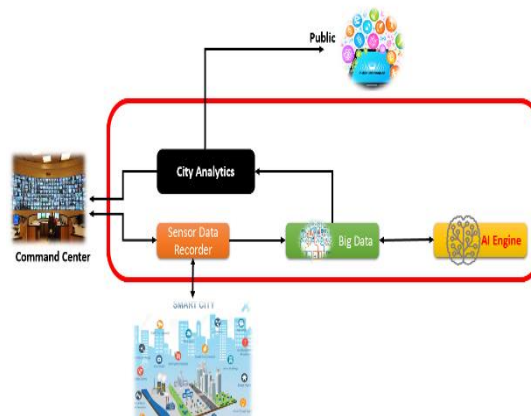 Public
City Analytics
Command Center
Sensor Data
Recorder
Big Data
AI Engine
SMART CITY